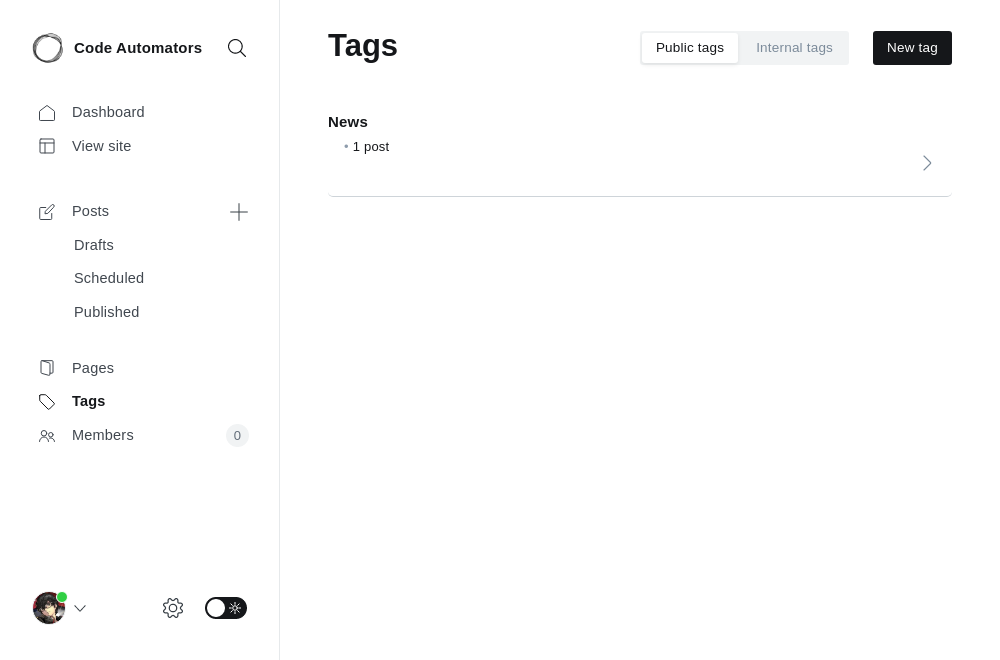 Code Automators
Dashboard
View site
Posts
Drafts
Scheduled
Published
Pages
Tags
Members
0
Tags
Public tags
Internal tags
New tag
News
• 1 post